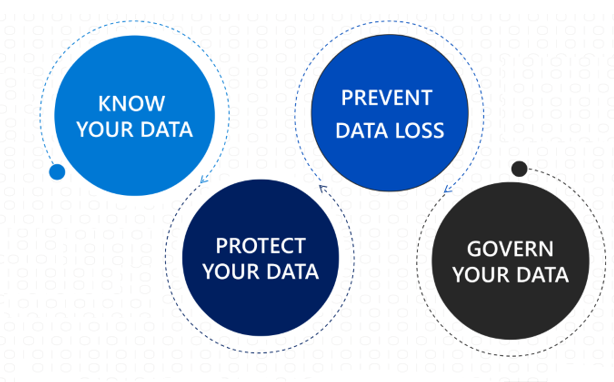 KNOW
YOUR DATA
PROTECT
YOUR DATA
PREVENT
DATA LOSS
GOVERN
YOUR DATA